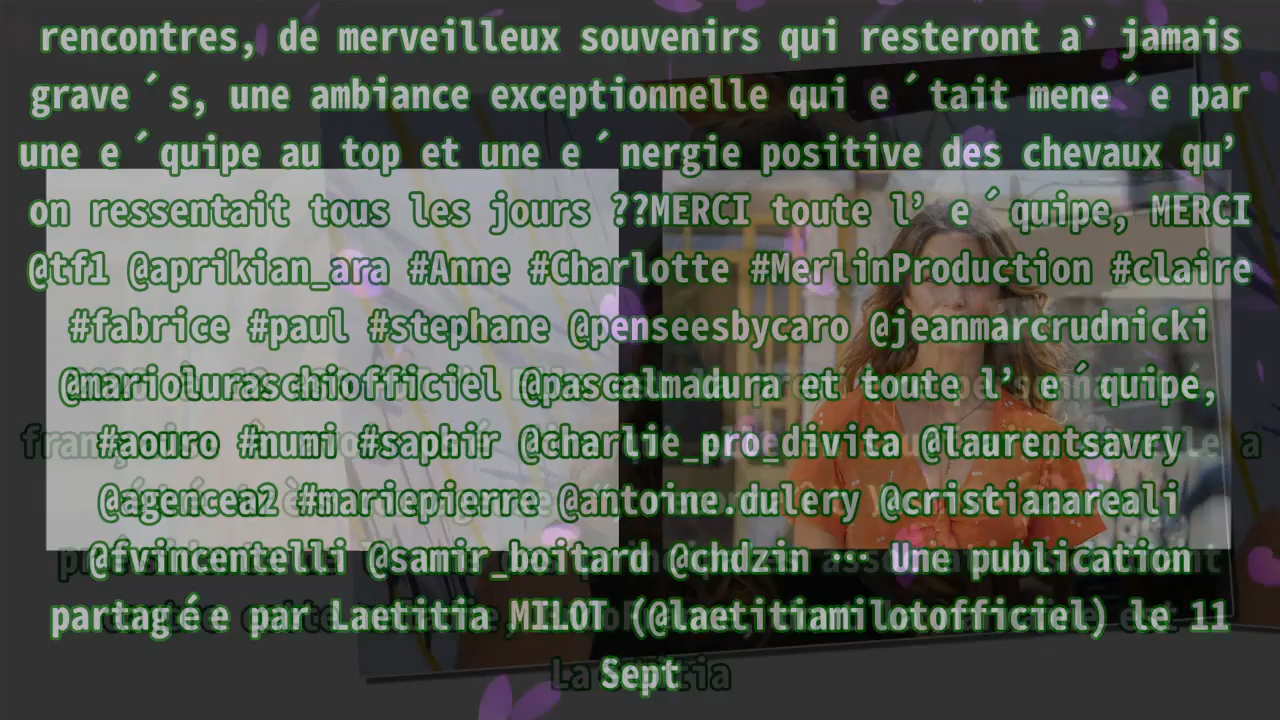 rencontres, de merveilleux souvenirs qui resteront a` jamais
grave´s, une ambiance exceptionnelle qui e´tait mene´e par
une e´quipe au top et une e´nergie positive des chevaux qu’
on ressentait tous les jours ??MERCI toute l’ e´quipe, MERCI
@tf1 @aprikian_ara #Anne #Charlotte #MerlinProduction #claire
#fabrice #paul #stephane @penseesbycaro @jeanmarcrudnicki
@marioluraschiofficiel @pascalmadura et toute l’ e´quipé,
#aouro #numi #saphir @charlie_pro_divita @laurentsavry
@agencea2 #mariepierre @antoine.dulery @cristianareali
@fvincentelli @samir_boitard @chdzin ... Une publication
partagée par Laetitia MILOT (@laetitiamilotofficiel) le 11
Sept